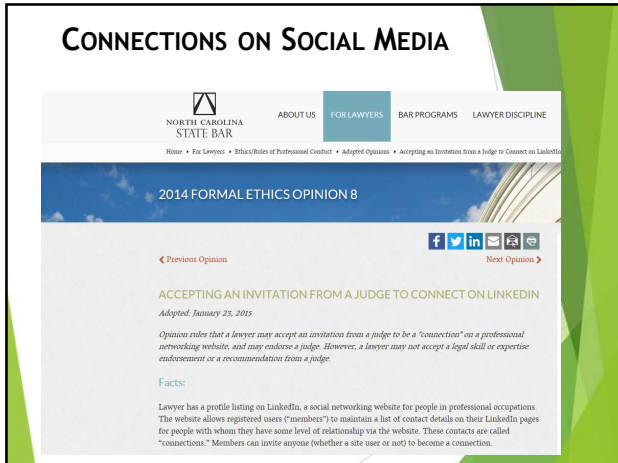 CONNECTIONS ON SOCIAL MEDIA
NORTH CAROLINA
STATE BAR
ABOUT US
FOR LAWYERS
BAR PROGRAMS
LAWYER DISCIPLINE
Home • For Lawyers • Ethics/Rules of Professional Conduct • Adopted Opinions • Accepting an Invitation from a Judge to Connect on LinkedIn
2014 FORMAL ETHICS OPINION 8
f in
Previous Opinion
Next Opinion
ACCEPTING AN INVITATION FROM A JUDGE TO CONNECT ON LINKEDIN
Adopted: January 23, 2015
Opinion rules that a lawyer may accept an invitation from a judge to be a "connection" on a professional
networking website, and may endorse a judge. However, a lawyer may not accept a legal skill or expertise
endorsement or a recommendation from a judge.
Facts:
Lawyer has a profile listing on LinkedIn, a social networking website for people in professional occupations.
The website allows registered users ("members") to maintain a list of contact details on their LinkedIn pages
for people with whom they have some level of relationship via the website. These contacts are called
"connections." Members can invite anyone (whether a site user or not) to become a connection.